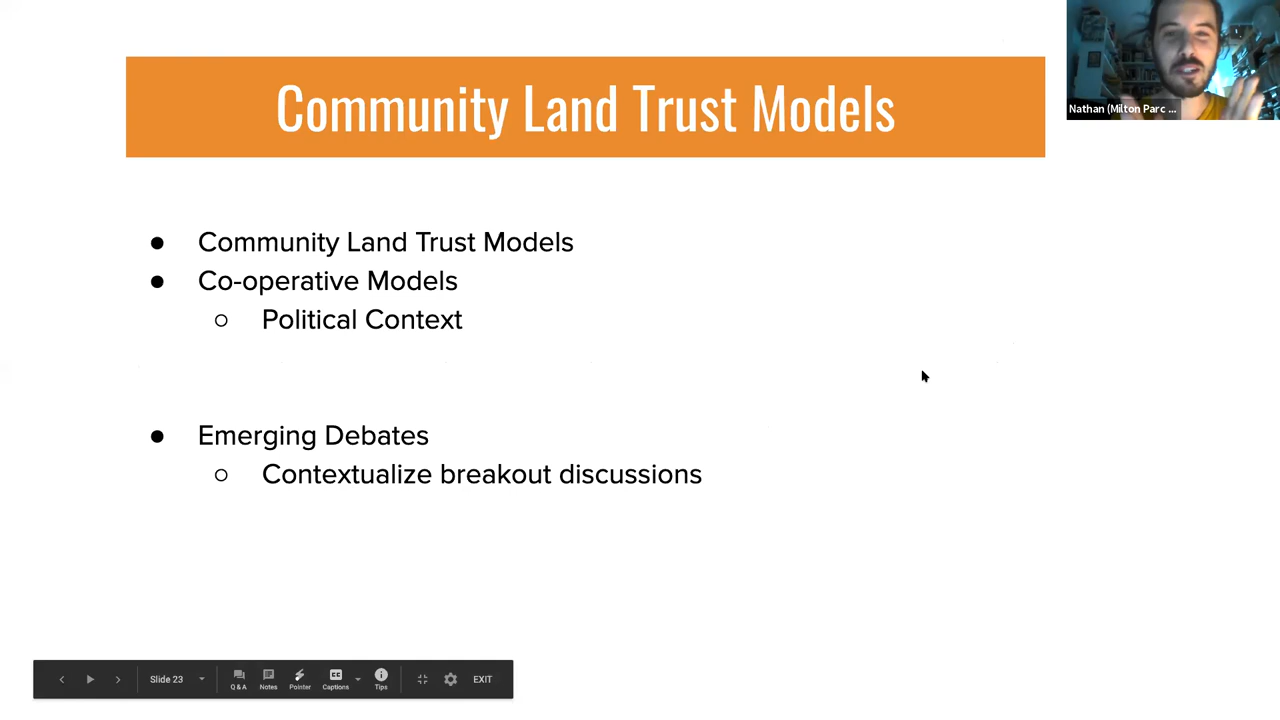 Community Land Trust Models
Nathan (Milton Parc ...
● Community Land Trust Models
● Co-operative Models
○ Political Context
● Emerging Debates
○ Contextualize breakout discussions
Slide 23
Q & A
Notes
Pointer
CC
Captions
Tips
EXIT